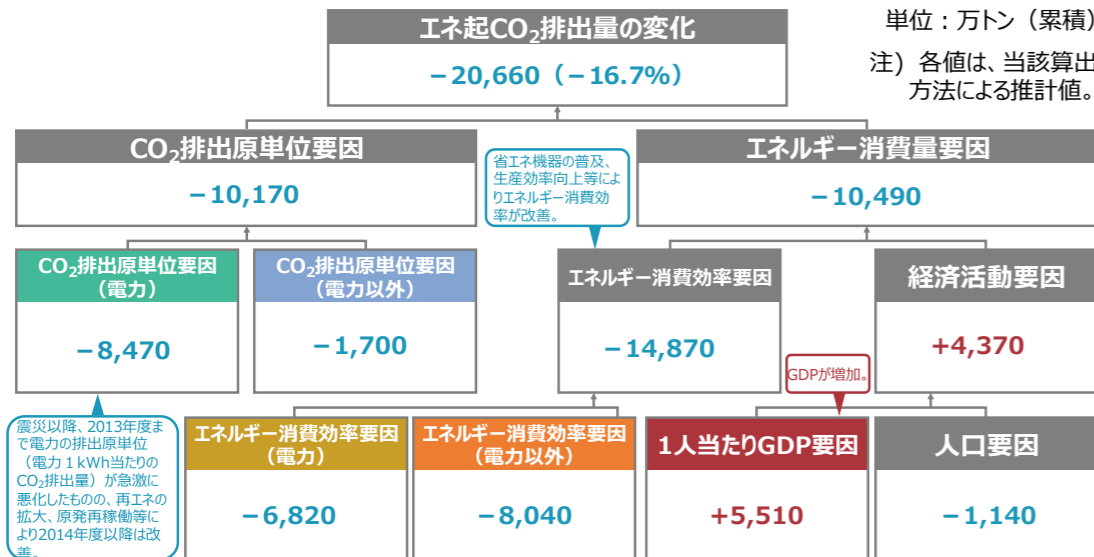 エネ起CO₂排出量の変化
−20,660（−16.7%）
単位：万トン（累積）
注）各値は、当該算出
方法による推計値。
CO₂排出原単位要因
−10,170
省エネ機器の普及、
生産効率向上等によ
りエネルギー消費効
率が改善。
エネルギー消費量要因
−10,490
CO₂排出原単位要因
（電力）
−8,470
CO₂排出原単位要因
（電力以外）
−1,700
エネルギー消費効率要因
−14,870
経済活動要因
+4,370
GDPが増加。
震災以降、2013年度ま
で電力の排出原単位
（電力１kWh当たりの
CO₂排出量）が急激に
悪化したものの、再エネの
拡大、原発再稼働等に
より2014年度以降は改
善。
エネルギー消費効率要因
（電力）
−6,820
エネルギー消費効率要因
（電力以外）
−8,040
1人当たりGDP要因
+5,510
人口要因
−1,140